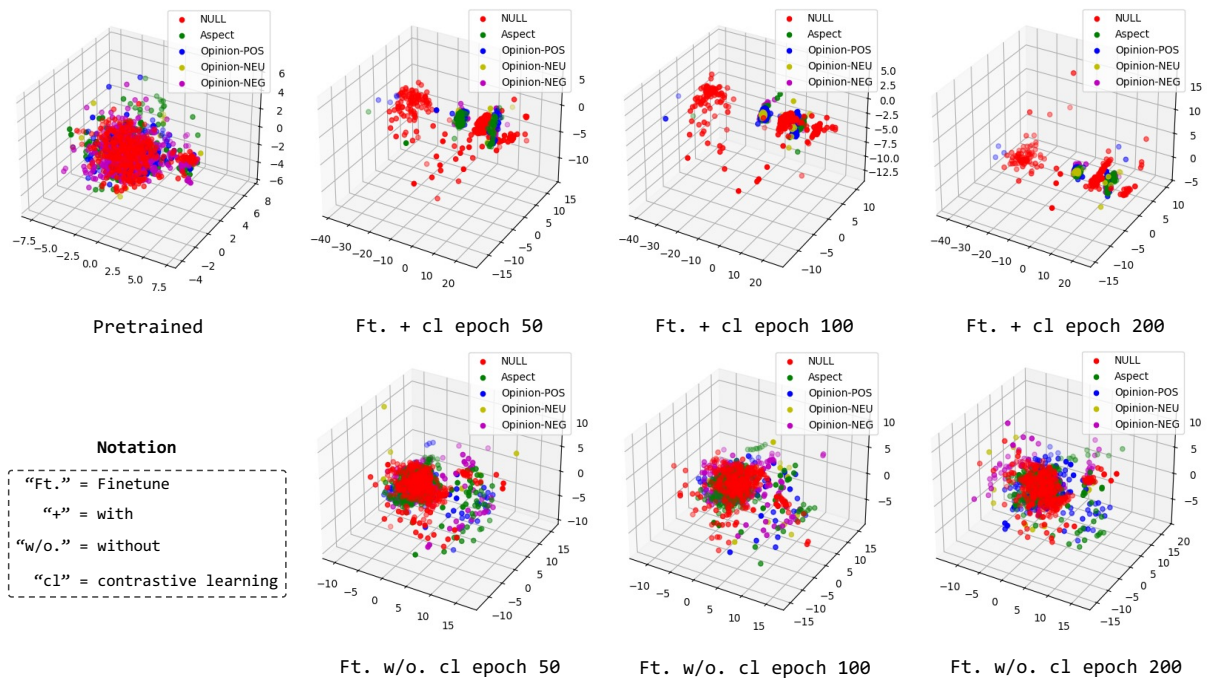 NULL
Aspect
Opinion-POS
Opinion-NEU
Opinion-NEG
6
4
2
0
−2
−4
−6
−7.5 −5.0 −2.5 0.0 2.5 5.0 7.5
−4 −2 0 2 4 6 8
Pretrained
NULL
Aspect
Opinion-POS
Opinion-NEU
Opinion-NEG
5
0
−5
−10
−40 −30 −20 −10 0 10 20
−15 −10 −5 0 5 10 15
Ft. + cl epoch 50
NULL
Aspect
Opinion-POS
Opinion-NEU
Opinion-NEG
5.0
2.5
0.0
−2.5
−5.0
−7.5
−10.0
−12.5
−40 −30 −20 −10 0 10 20
−10 −5 0 5 10
Ft. + cl epoch 100
NULL
Aspect
Opinion-POS
Opinion-NEU
Opinion-NEG
15
10
5
0
−5
−40 −30 −20 −10 0 10 20
−15 −10 −5 0 5 10
Ft. + cl epoch 200
Notation
“Ft.” = Finetune
“+” = with
“w/o.” = without
“cl” = contrastive learning
NULL
Aspect
Opinion-POS
Opinion-NEU
Opinion-NEG
10
5
0
−5
−10
−10 −5 0 5 10 15
−10 −5 0 5 10 15
Ft. w/o. cl epoch 50
NULL
Aspect
Opinion-POS
Opinion-NEU
Opinion-NEG
10
5
0
−5
−10 −5 0 5 10 15
−15 −10 −5 0 5 10 15
Ft. w/o. cl epoch 100
NULL
Aspect
Opinion-POS
Opinion-NEU
Opinion-NEG
10
5
0
−5
−10 −5 0 5 10 15
−15 −10 −5 0 5 10 15 20
Ft. w/o. cl epoch 200